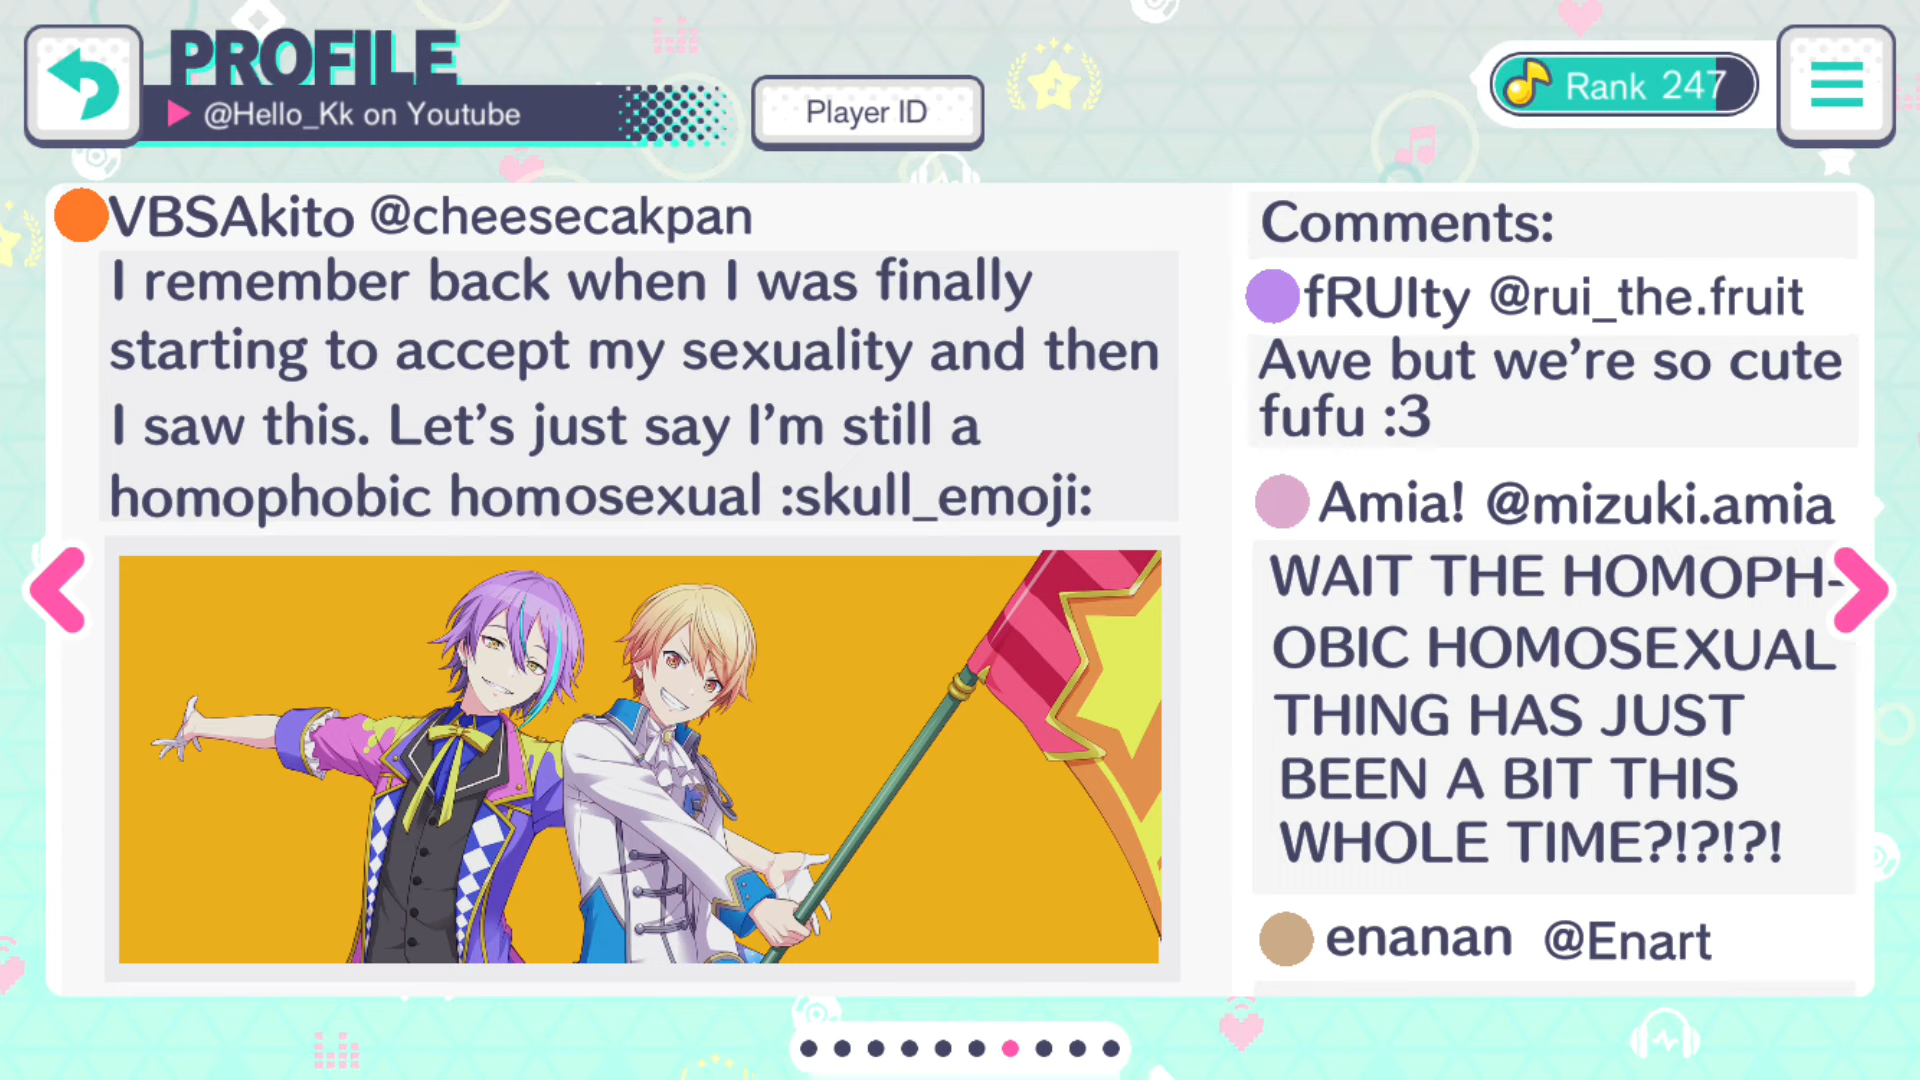 PROFILE
@Hello_Kk on Youtube
Player ID
Rank 247
VBSAkito @cheesecakpan
I remember back when I was finally
starting to accept my sexuality and then
I saw this. Let’s just say I’m still a
homophobic homosexual :skull_emoji:
Comments:
fRUIty @rui_the.fruit
Awe but we’re so cute
fufu :3
Amia! @mizuki.amia
WAIT THE HOMOPH-
OBIC HOMOSEXUAL
THING HAS JUST
BEEN A BIT THIS
WHOLE TIME?!?!?!
enanan @Enart